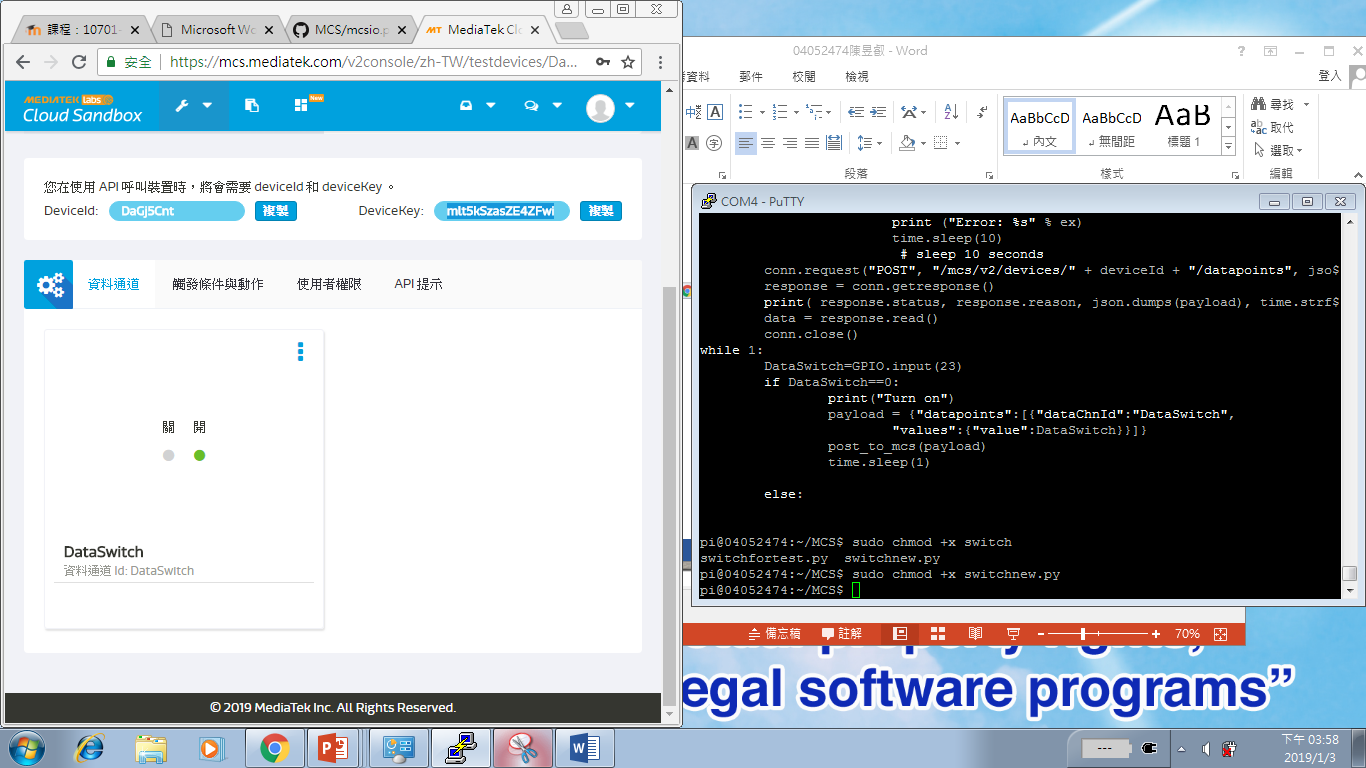 課程：10701-
Microsoft Wo
MCS/mcsio.p
MediaTek Clo
安全
https://mcs.mediatek.com/v2console/zh-TW/testdevices/Da...
MEDIATEK labs
Cloud Sandbox
New
您在使用 API 呼叫裝置時，將會需要 deviceId 和 deviceKey 。
DeviceId: DaGj5Cnt 複製 DeviceKey: mlt5kSzasZE4ZFwi 複製
資料通道 觸發條件與動作 使用者權限 API 提示
關 開
DataSwitch
資料通道 Id: DataSwitch
© 2019 MediaTek Inc. All Rights Reserved.
04052474陳昱叡 - Word
資料 郵件 校閱 檢視
登入
AaBbCcD AaBbCcD AaB
內文 無間距 標題 1
尋找
取代
選取
段落 樣式 編輯
COM4 - PuTTY
print ("Error: %s" % ex)
time.sleep(10)
# sleep 10 seconds
conn.request("POST", "/mcs/v2/devices/" + deviceId + "/datapoints", jso$
response = conn.getresponse()
print( response.status, response.reason, json.dumps(payload), time.strf$
data = response.read()
conn.close()
while 1:
DataSwitch=GPIO.input(23)
if DataSwitch==0:
print("Turn on")
payload = {"datapoints":[{"dataChnId":"DataSwitch",
"values":{"value":DataSwitch}}]}
post_to_mcs(payload)
time.sleep(1)
else:
pi@04052474:~/MCS$ sudo chmod +x switch
switchfortest.py switchnew.py
pi@04052474:~/MCS$ sudo chmod +x switchnew.py
pi@04052474:~/MCS$
備忘稿 註解 70%
egal software programs”
下午 03:58
2019/1/3